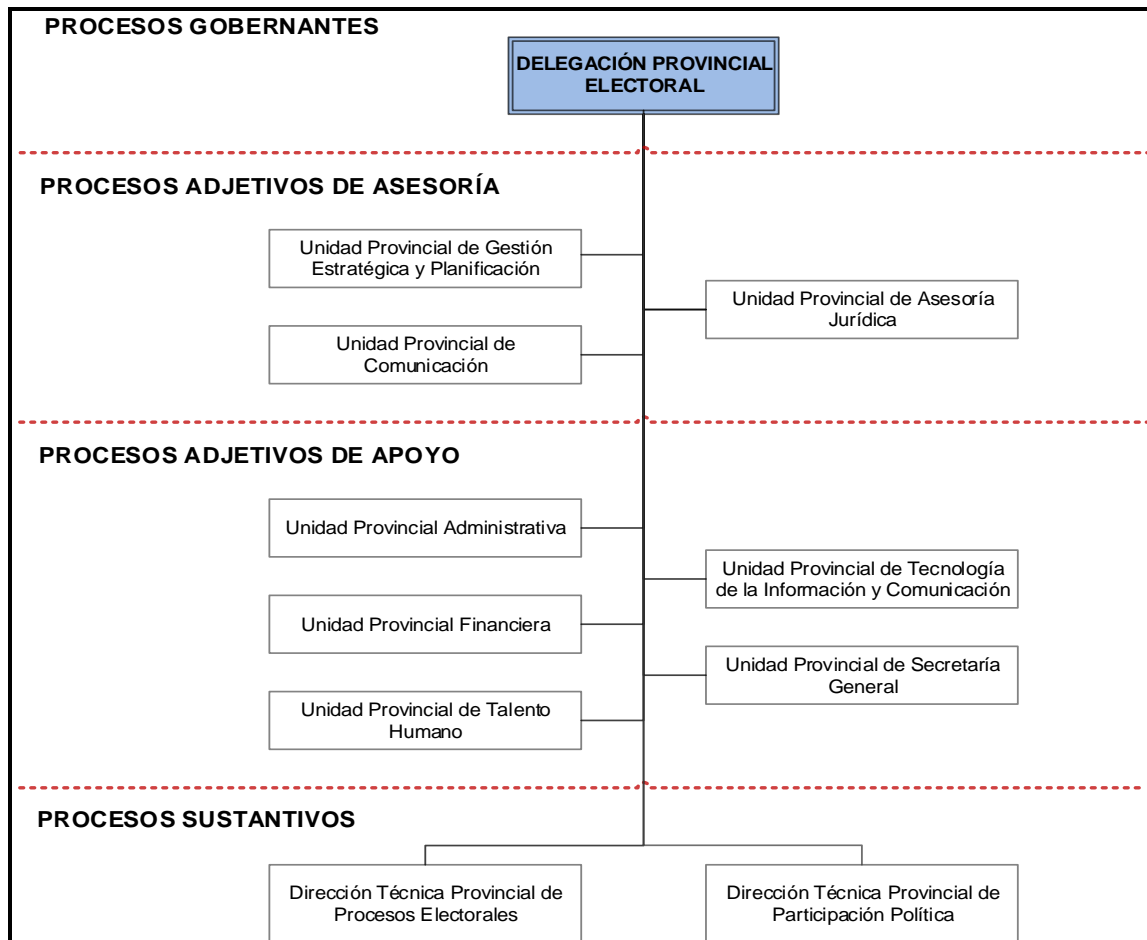 PROCESOS GOBERNANTES
DELEGACIÓN PROVINCIAL
ELECTORAL
PROCESOS ADJETIVOS DE ASESORÍA
Unidad Provincial de Gestión
Estratégica y Planificación
Unidad Provincial de Asesoría
Jurídica
Unidad Provincial de
Comunicación
PROCESOS ADJETIVOS DE APOYO
Unidad Provincial Administrativa
Unidad Provincial de Tecnología
de la Información y Comunicación
Unidad Provincial Financiera
Unidad Provincial de Secretaría
General
Unidad Provincial de Talento
Humano
PROCESOS SUSTANTIVOS
Dirección Técnica Provincial de
Procesos Electorales
Dirección Técnica Provincial de
Participación Política